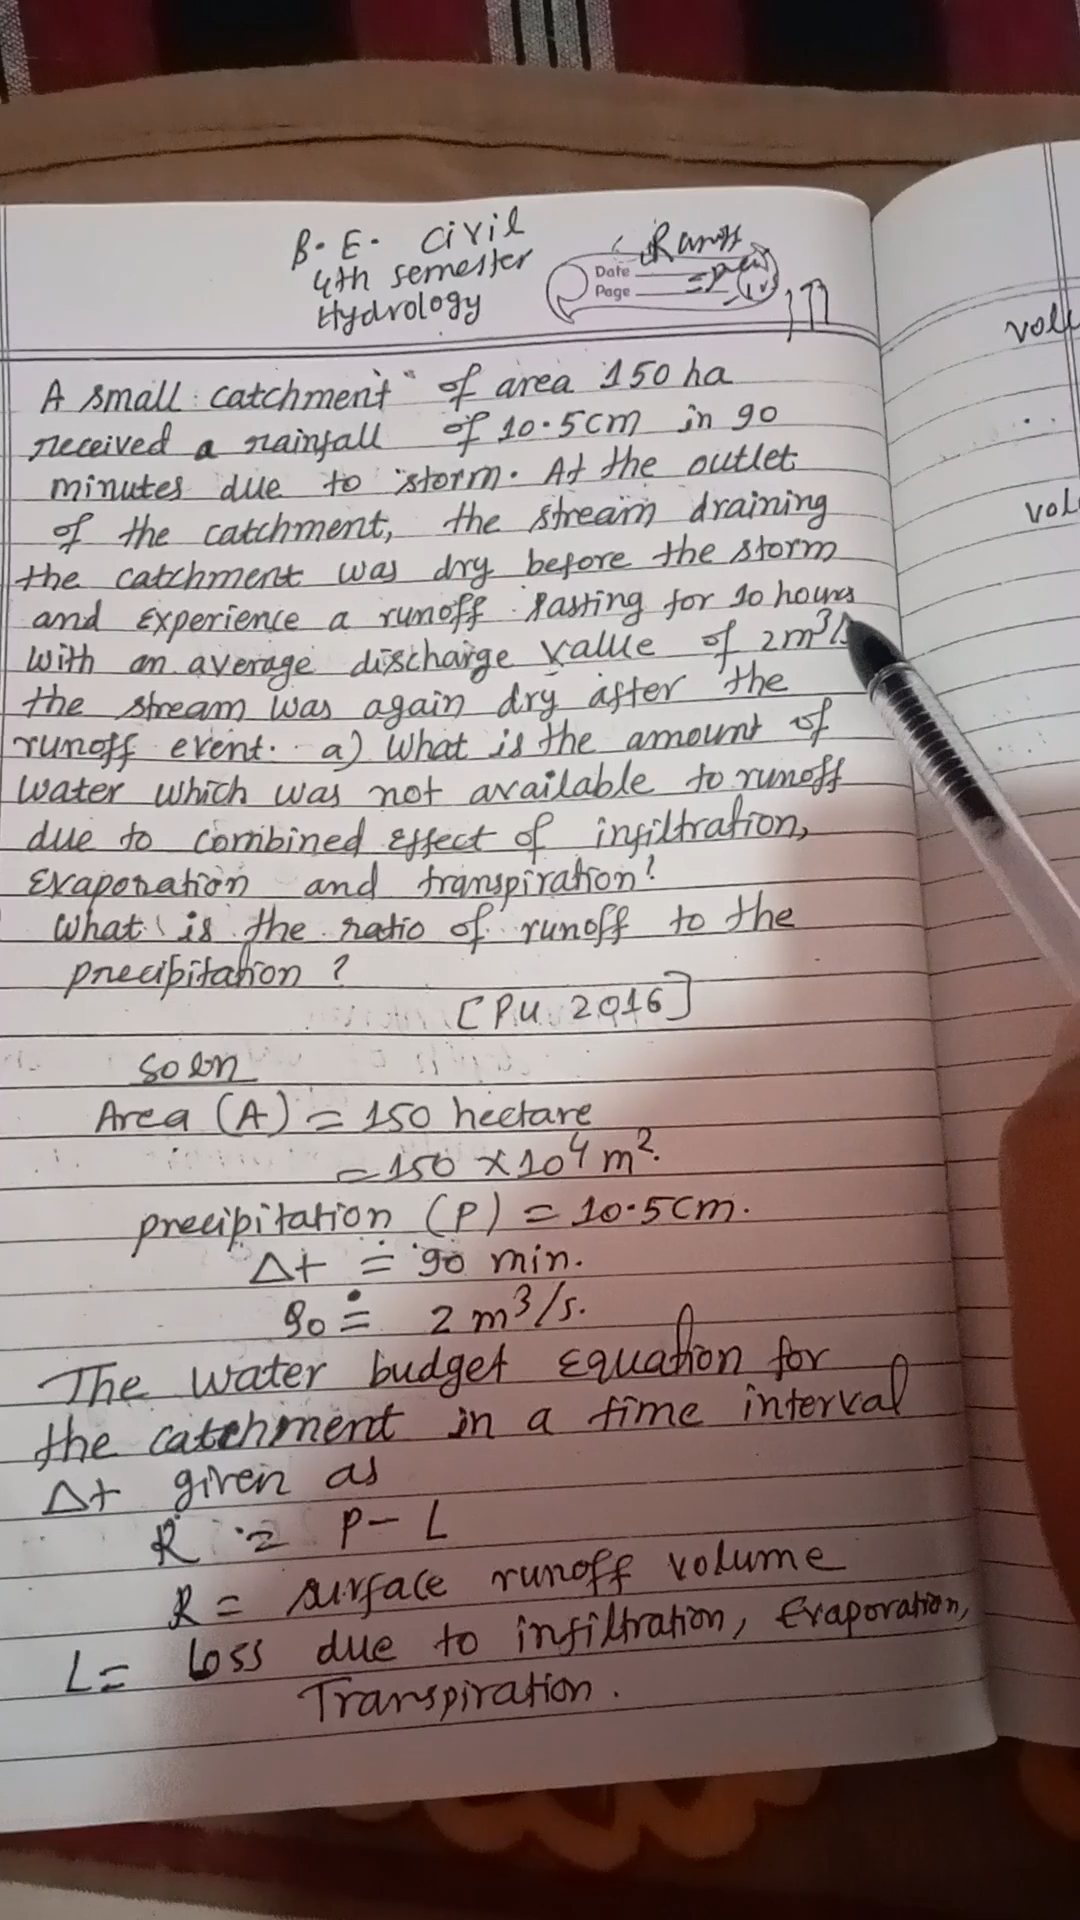 B.E. Civil
4th semester
Hydrology
Date
Page
A small catchment of area 150 ha
received a rainfall of 10.5cm in 90
minutes due to storm. At the outlet
of the catchment, the stream draining
the catchment was dry before the storm
and experience a runoff lasting for 10 hours
with an average discharge value of 2m³/
the stream was again dry after the
runoff event. a) What is the amount of
water which was not available to runoff
due to combined effect of infiltration,
Evaporation and transpiration?
What is the ratio of runoff to the
precipitation?
[PU 2016]
Soln
Area (A) = 150 hectare
= 150 × 10⁴ m².
precipitation (P) = 10.5cm.
Δt = 90 min.
= 2 m³/s.
The water budget Equation for
the catchment in a time interval
Δt given as
R = P - L
R = surface runoff volume
L = Loss due to infiltration, Evaporation,
Transpiration.